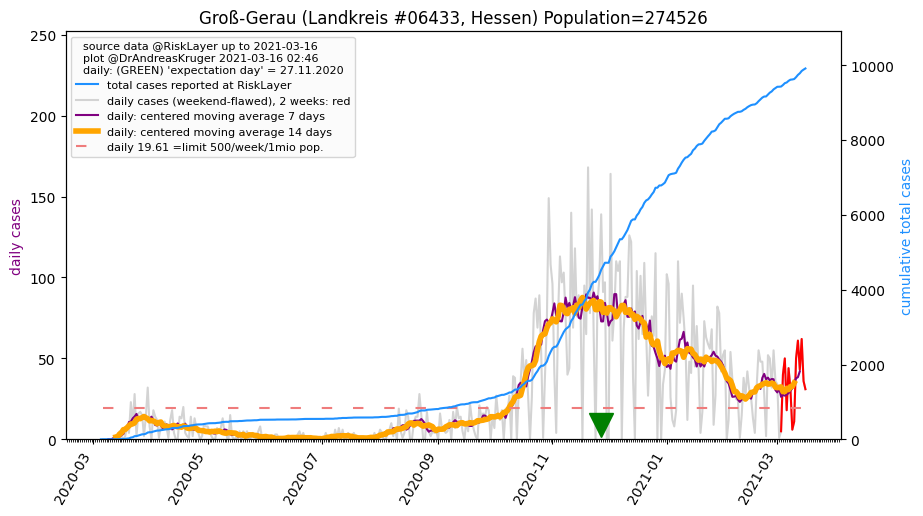 Groß-Gerau (Landkreis #06433, Hessen) Population=274526
source data @RiskLayer up to 2021-03-16
plot @DrAndreasKruger 2021-03-16 02:46
daily: (GREEN) 'expectation day' = 27.11.2020
total cases reported at RiskLayer
daily cases (weekend-flawed), 2 weeks: red
daily: centered moving average 7 days
daily: centered moving average 14 days
daily 19.61 =limit 500/week/1mio pop.
daily cases
250
200
150
100
50
0
cumulative total cases
10000
8000
6000
4000
2000
0
2020-03
2020-05
2020-07
2020-09
2020-11
2021-01
2021-03